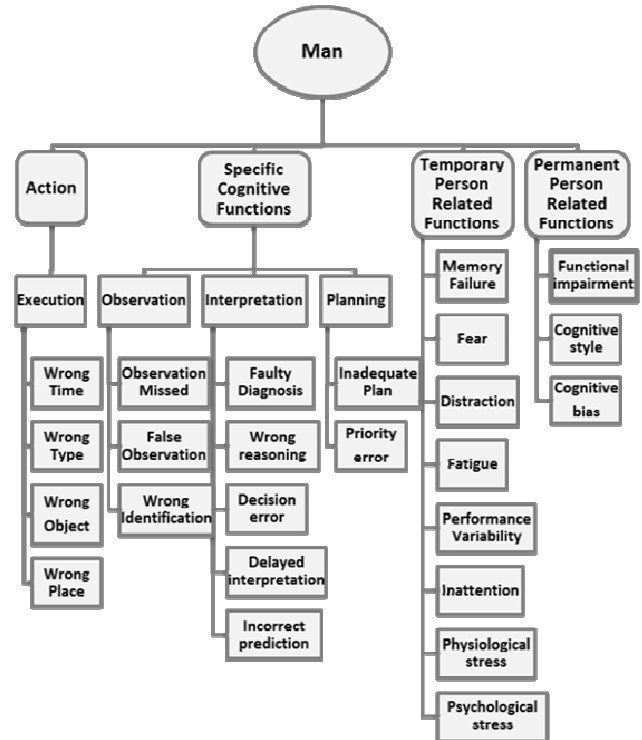 Man
Action
Specific
Cognitive
Functions
Temporary
Person
Related
Functions
Permanent
Person
Related
Functions
Execution
Wrong
Time
Wrong
Type
Wrong
Object
Wrong
Place
Observation
Observation
Missed
False
Observation
Wrong
Identification
Interpretation
Faulty
Diagnosis
Wrong
reasoning
Decision
error
Delayed
interpretation
Incorrect
prediction
Planning
Inadequate
Plan
Priority
error
Memory
Failure
Fear
Distraction
Fatigue
Performance
Variability
Inattention
Physiological
stress
Psychological
stress
Functional
impairment
Cognitive
style
Cognitive
bias